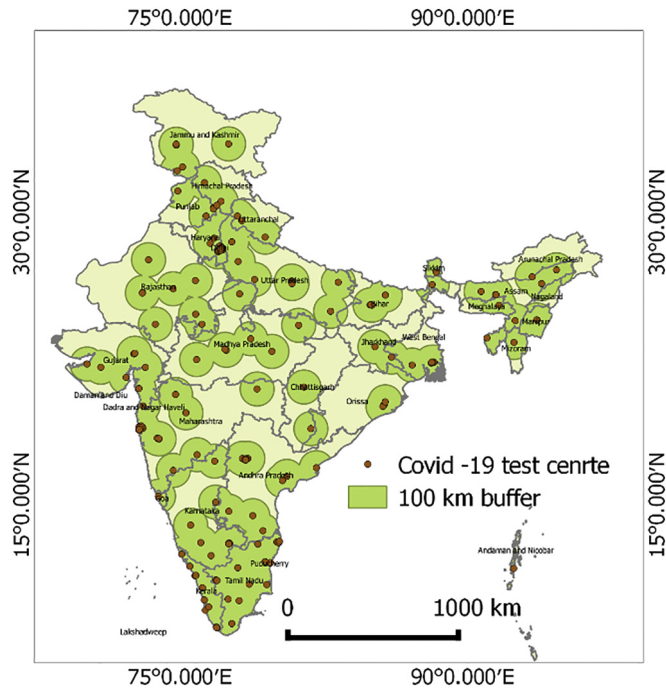 75°0.000′E 90°0.000′E
30°0.000′N 30°0.000′N
Jammu and Kashmir
Himachal Pradesh
Punjab
Uttaranchal
Haryana
Sikkim
Arunachal Pradesh
Rajasthan
Uttar Pradesh
Bihar
Assam
Nagaland
Meghalaya
Manipur
Jharkhand
West Bengal
Mizoram
Gujarat
Madhya Pradesh
Daman and Diu
Chhattisgarh
Dadra and Nagar Haveli
Orissa
Maharashtra
15°0.000′N 15°0.000′N
Covid -19 test cenrte
Andhra Pradesh
100 km buffer
Goa
Karnataka
Andaman and Nicobar
Puducherry
Tamil Nadu
Kerala
0 1000 km
Lakshadweep
75°0.000′E 90°0.000′E